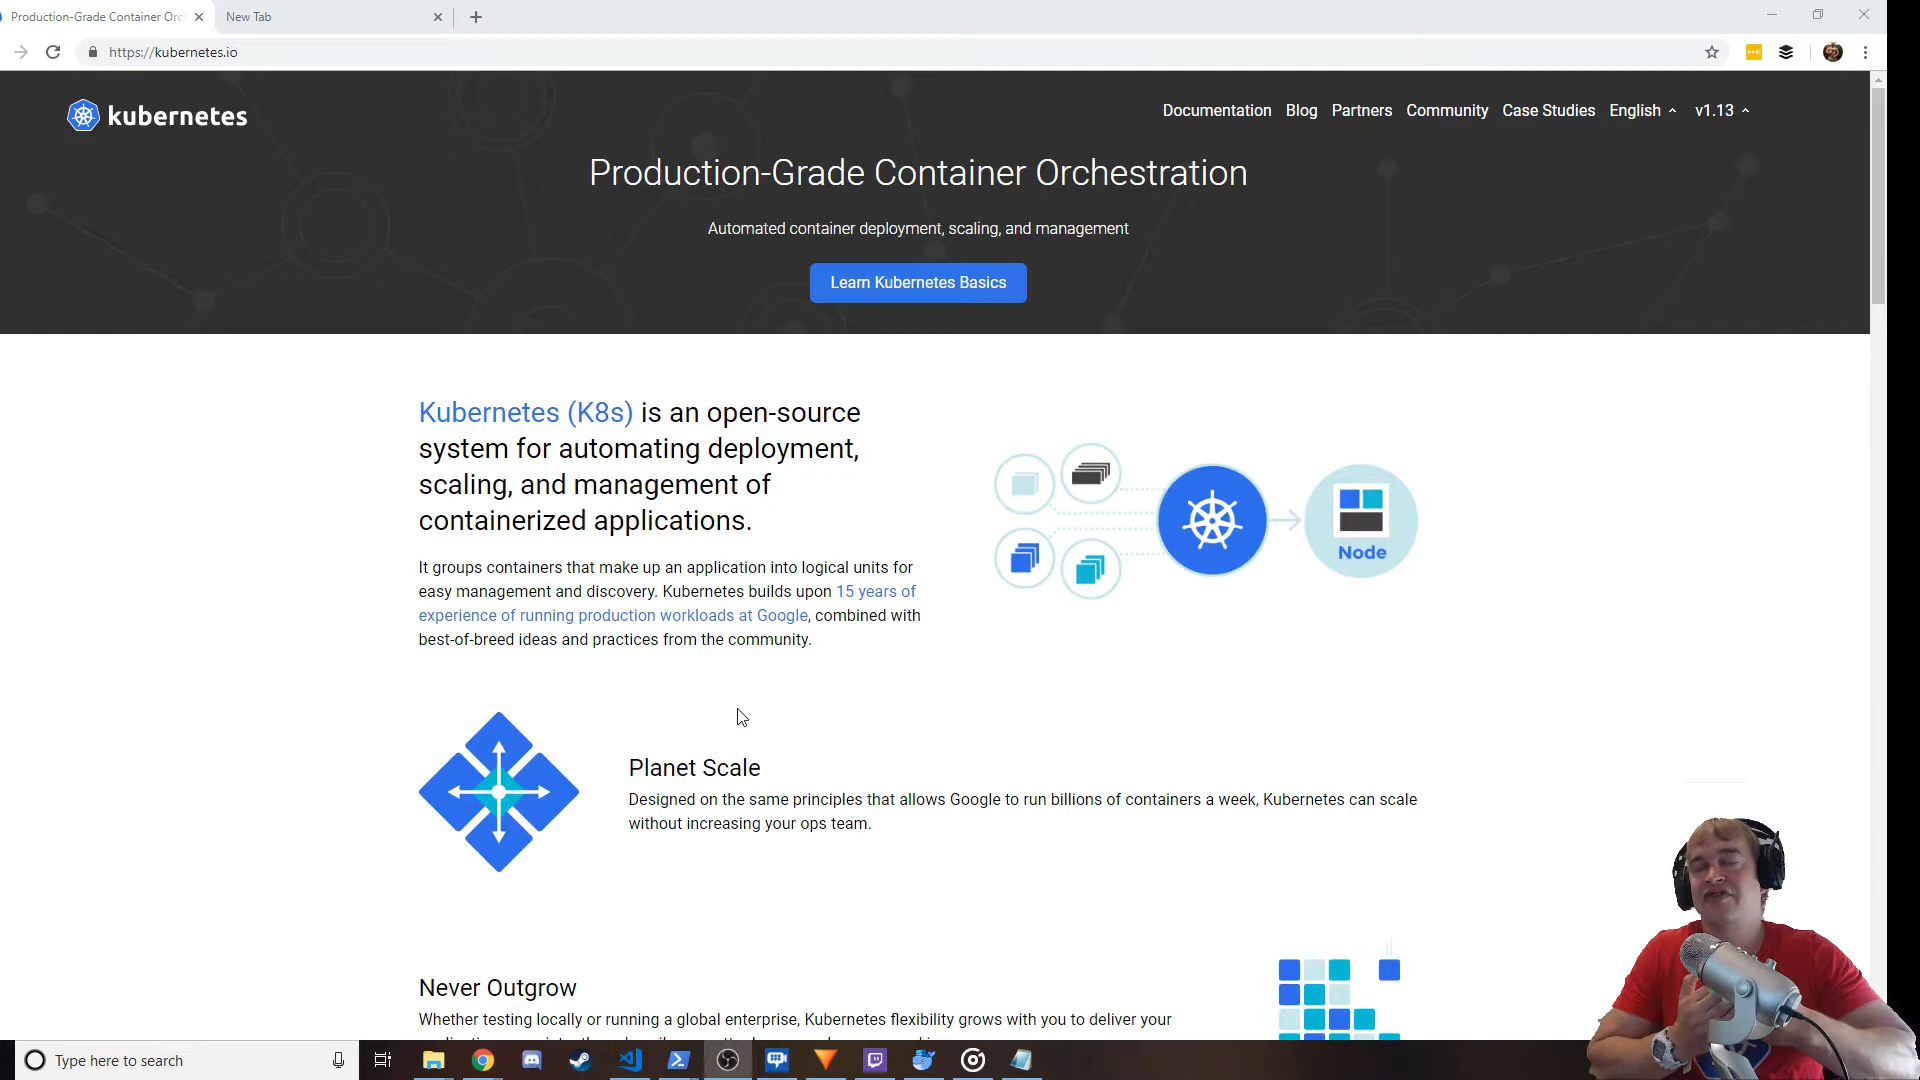 Production-Grade Container Orc
New Tab
https://kubernetes.io
kubernetes
Documentation Blog Partners Community Case Studies English v1.13
Production-Grade Container Orchestration
Automated container deployment, scaling, and management
Learn Kubernetes Basics
Kubernetes (K8s) is an open-source
system for automating deployment,
scaling, and management of
containerized applications.
It groups containers that make up an application into logical units for
easy management and discovery. Kubernetes builds upon 15 years of
experience of running production workloads at Google, combined with
best-of-breed ideas and practices from the community.
Node
Planet Scale
Designed on the same principles that allows Google to run billions of containers a week, Kubernetes can scale
without increasing your ops team.
Never Outgrow
Whether testing locally or running a global enterprise, Kubernetes flexibility grows with you to deliver your
Type here to search